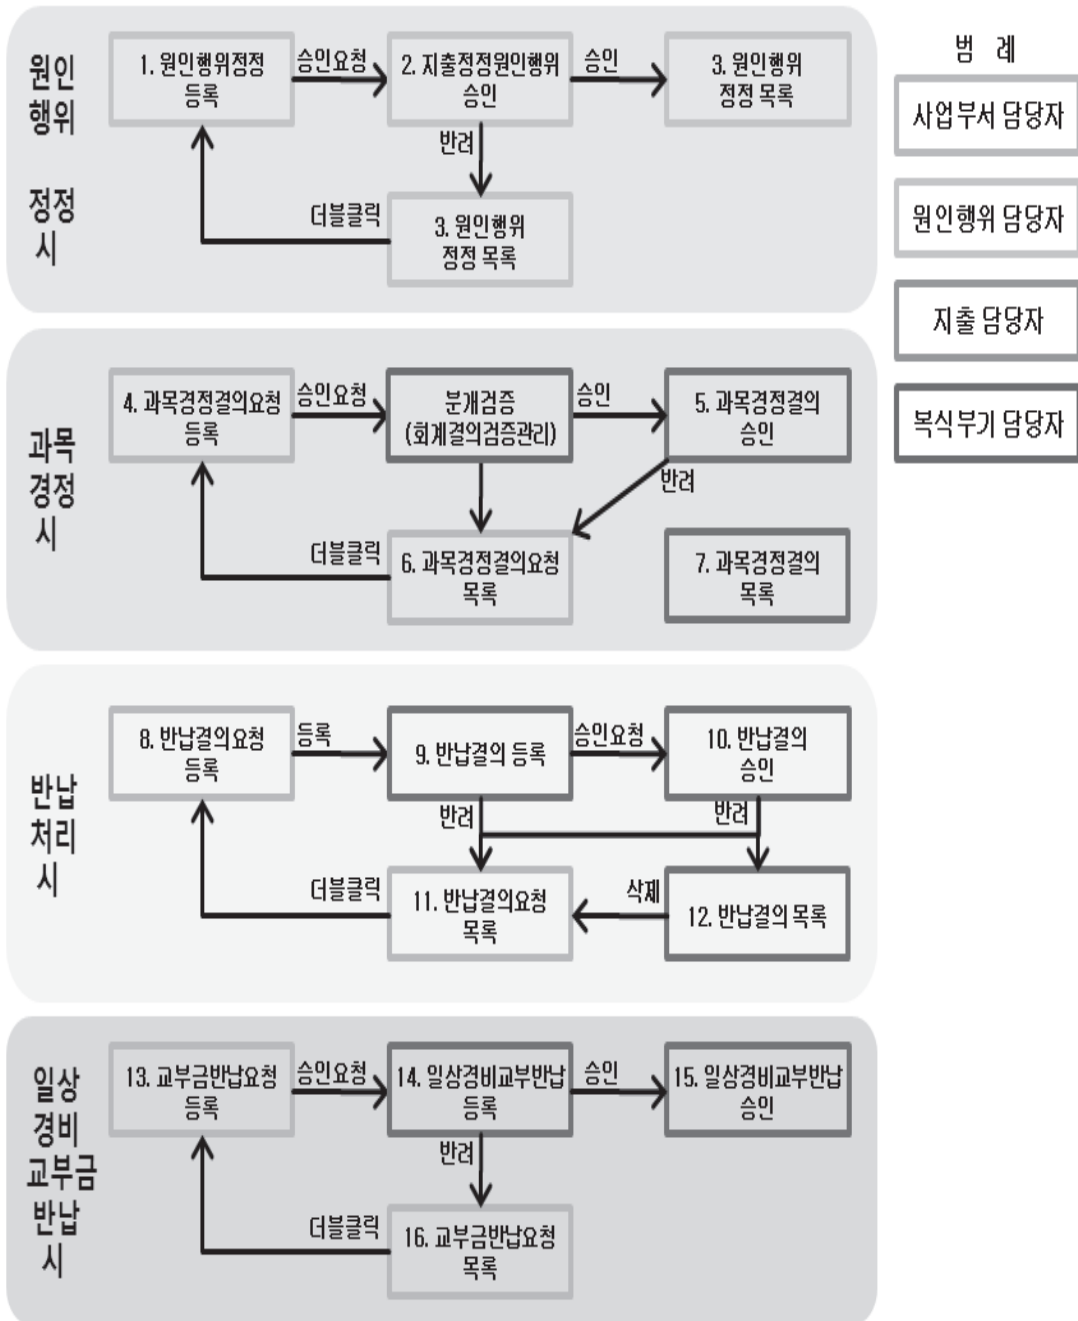 원인
행위
정정
시
1. 원인행위정정
등록
승인요청
2. 지출정정원인행위
승인
승인
3. 원인행위
정정 목록
반려
더블클릭
3. 원인행위
정정 목록
범 례
사업부서 담당자
원인행위 담당자
지출 담당자
복식부기 담당자
과목
경정
시
4. 과목경정결의요청
등록
승인요청
분개검증
(회계결의검증관리)
승인
5. 과목경정결의
승인
반려
더블클릭
6. 과목경정결의요청
목록
7. 과목경정결의
목록
반납
처리
시
8. 반납결의요청
등록
등록
9. 반납결의 등록
승인요청
10. 반납결의
승인
반려
반려
더블클릭
11. 반납결의요청
목록
삭제
12. 반납결의 목록
일상
경비
교부금
반납
시
13. 교부금반납요청
등록
승인요청
14. 일상경비교부반납
등록
승인
15. 일상경비교부반납
승인
반려
더블클릭
16. 교부금반납요청
목록